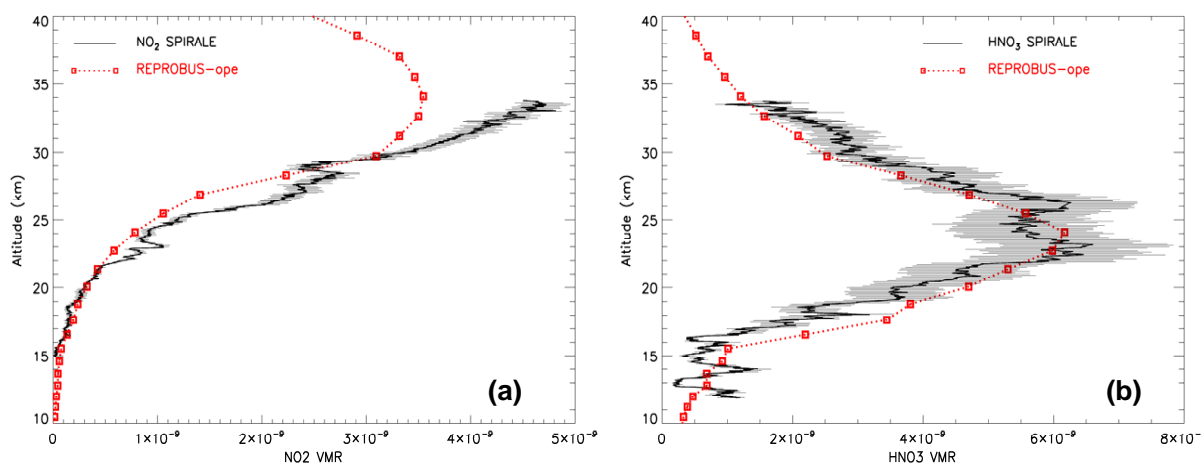 40
35
30
25
20
15
10
Altitude (km)
NO₂ SPIRALE
REPROBUS-ope
(a)
0
1×10⁻⁹
2×10⁻⁹
3×10⁻⁹
4×10⁻⁹
5×10⁻⁹
NO2 VMR
40
35
30
25
20
15
10
Altitude (km)
HNO₃ SPIRALE
REPROBUS-ope
(b)
0
2×10⁻⁹
4×10⁻⁹
6×10⁻⁹
8×10⁻
HNO3 VMR